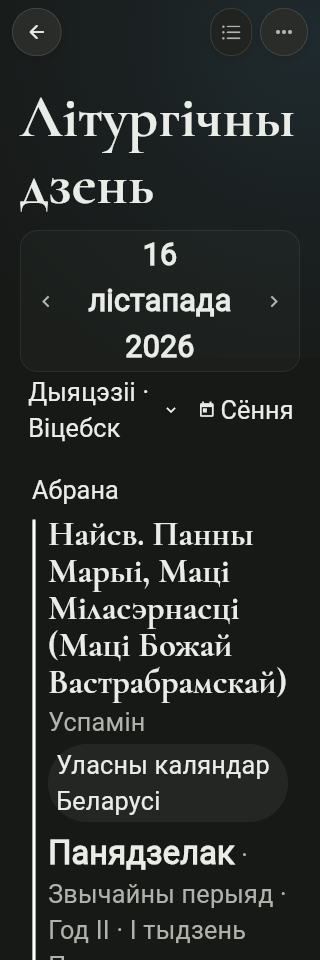 Літургічны
дзень
16
лістапада
2026
Дыяцэзіі ·
Віцебск
Сёння
Абрана
Найсв. Панны
Марыі, Маці
Міласэрнасці
(Маці Божай
Вастрабрамскай)
Успамін
Уласны каляндар
Беларусі
Панядзелак ·
Звычайны перыяд ·
Год II · I тыдзень